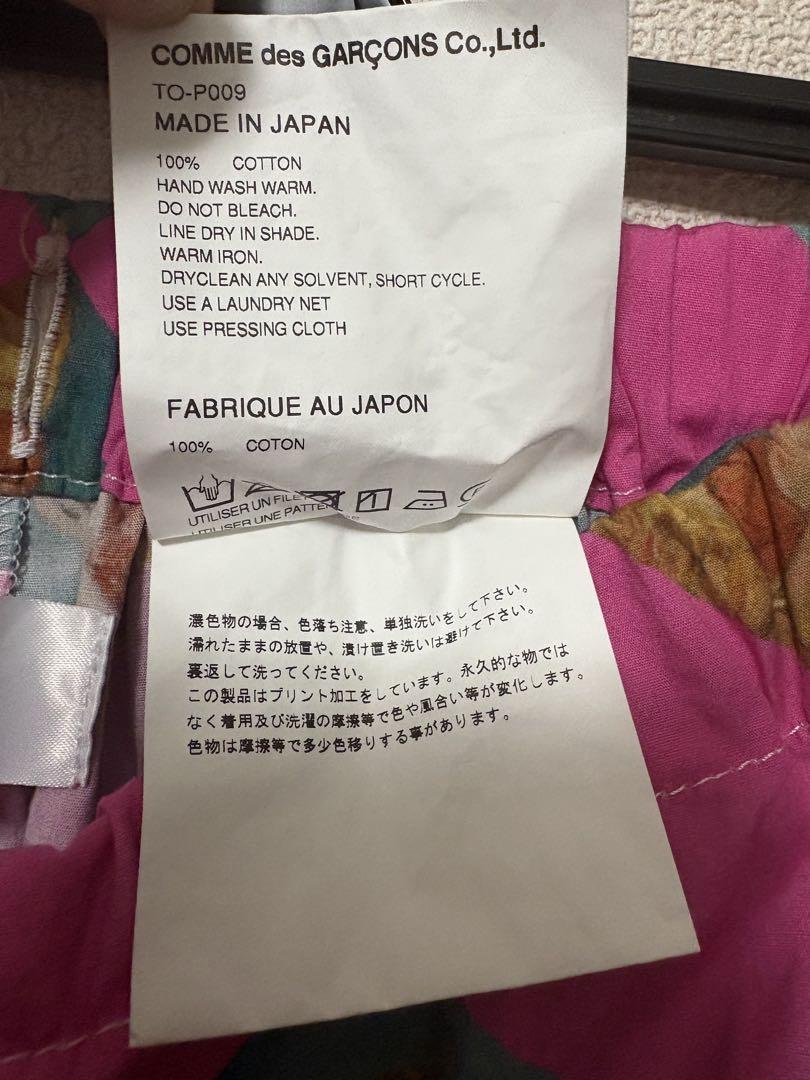 COMME des GARÇONS Co.,Ltd.
TO-P009
MADE IN JAPAN
100% COTTON
HAND WASH WARM.
DO NOT BLEACH.
LINE DRY IN SHADE.
WARM IRON.
DRYCLEAN ANY SOLVENT, SHORT CYCLE.
USE A LAUNDRY NET
USE PRESSING CLOTH
FABRIQUE AU JAPON
100% COTON
UTILISER UN FILET
UTILISER UNE
濃色物の場合、色落ち注意、単独洗いをして下さい。
濡れたままの放置や、漬け置き洗いは避けて下さい。
裏返して洗ってください。
この製品はプリント加工をしています。永久的な物では
なく着用及び洗濯の摩擦等で色や風合い等が変化します。
色物は摩擦等で多少色移りする事があります。